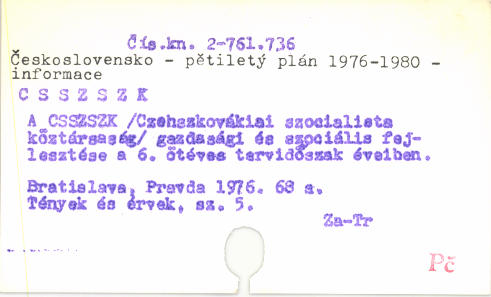 Čís.kn. 2-761.736
Československo - pětiletý plán 1976-1980 -
informace
C S S Z S Z K
A CSSZSZK /Czehszkovákiai szocialista
köztársaság/ gazdasági és szociális fej-
lesztése a 6. ötéves tervidőszak éveiben.
Bratislava, Pravda 1976. 68 s.
Tények és érvek, sz. 5.
Za-Tr
Pč